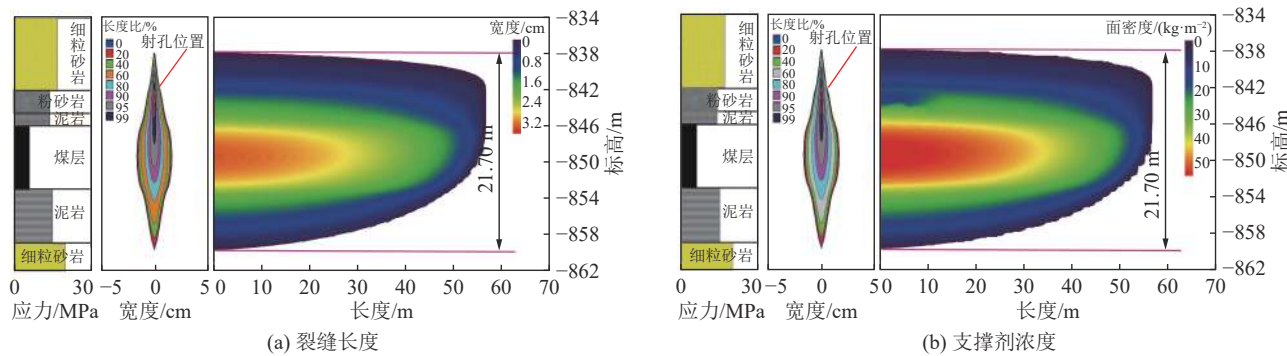 细粒砂岩
粉砂岩
泥岩
煤层
泥岩
细粒砂岩
0
30
应力/MPa
长度比/%
0
20
40
60
80
90
95
99
射孔位置
−5
0
5
宽度/cm
宽度/cm
0
0.8
1.6
2.4
3.2
21.70 m
0
10
20
30
40
50
60
70
长度/m
−834
−838
−842
−846
−850
−854
−858
−862
标高/m
(a) 裂缝长度
细粒砂岩
粉砂岩
泥岩
煤层
泥岩
细粒砂岩
0
30
应力/MPa
长度比/%
0
20
40
60
80
90
95
99
射孔位置
−5
0
5
宽度/cm
面密度/(kg·m⁻²)
0
10
20
30
40
50
21.70 m
0
10
20
30
40
50
60
70
长度/m
−834
−838
−842
−846
−850
−854
−858
−862
标高/m
(b) 支撑剂浓度